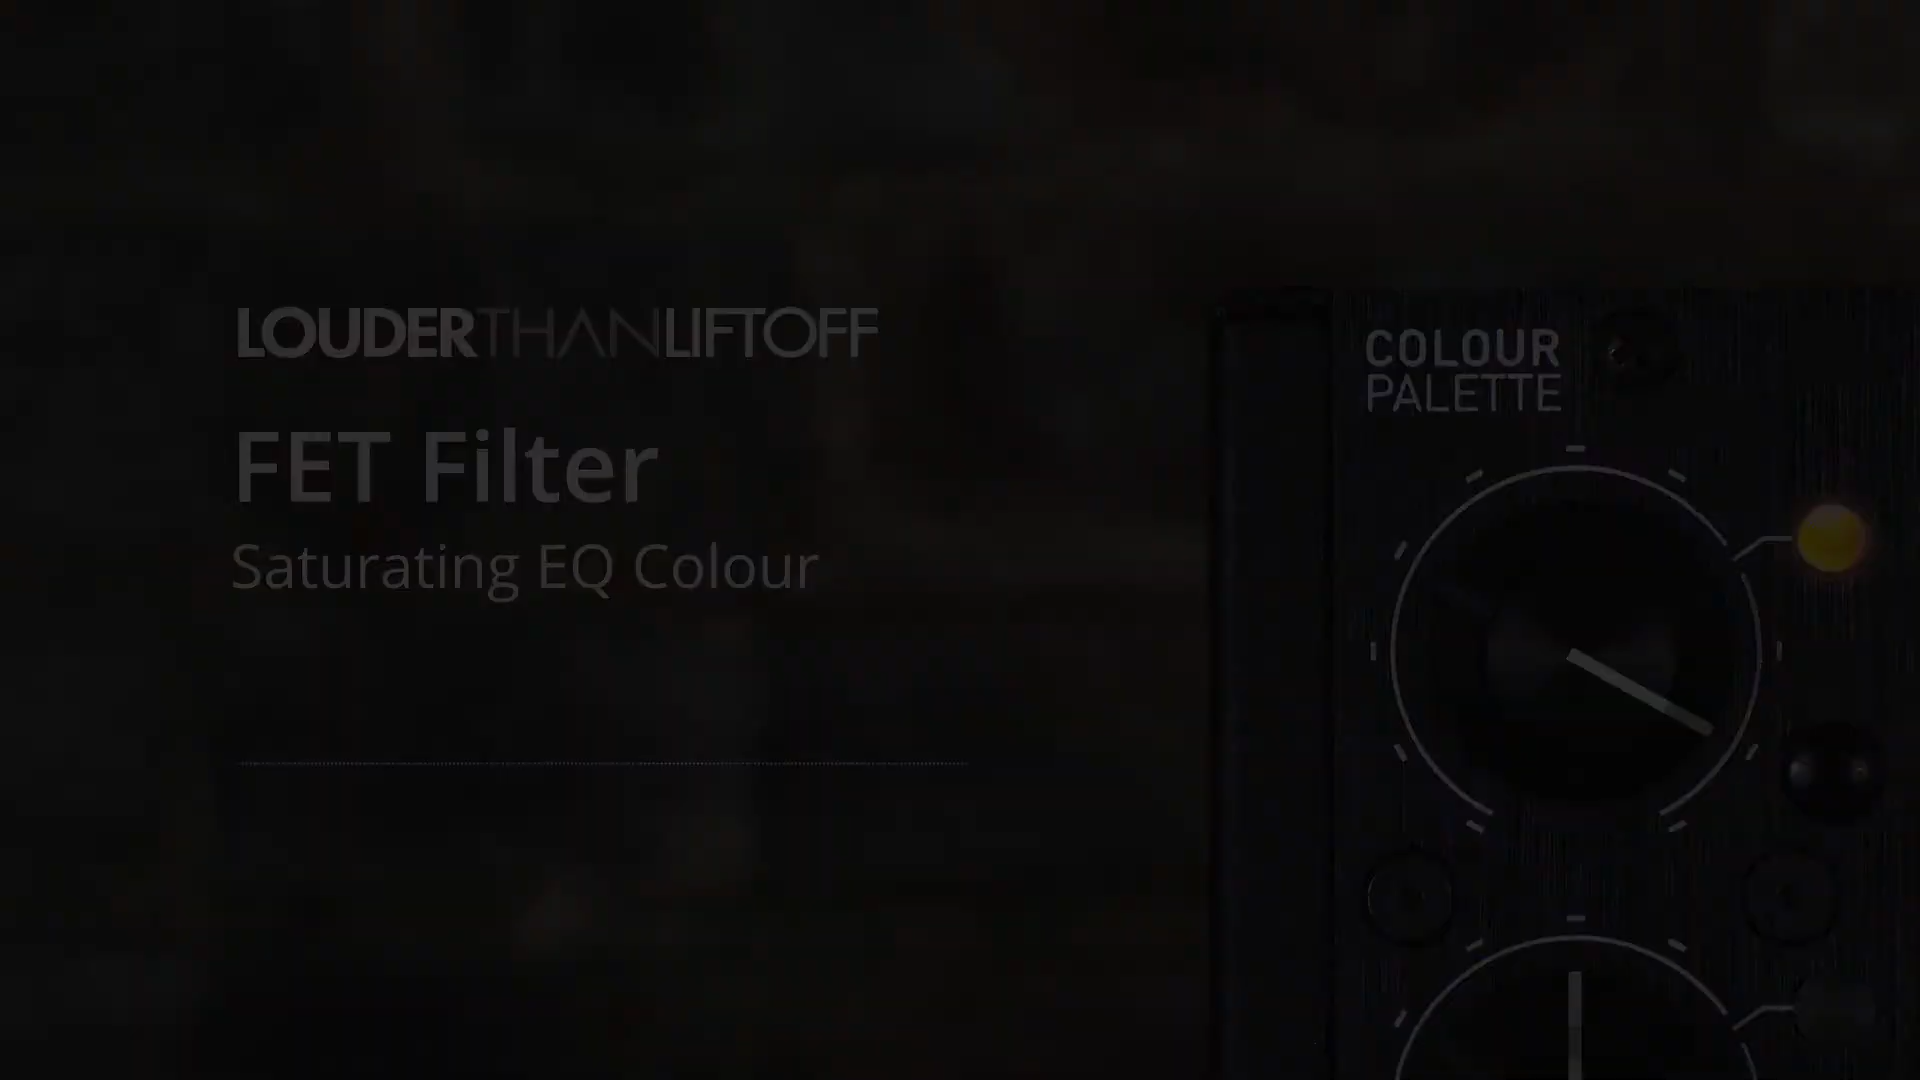 LOUDERTHANLIFTOFF
FET Filter
Saturating EQ Colour
COLOUR
PALETTE